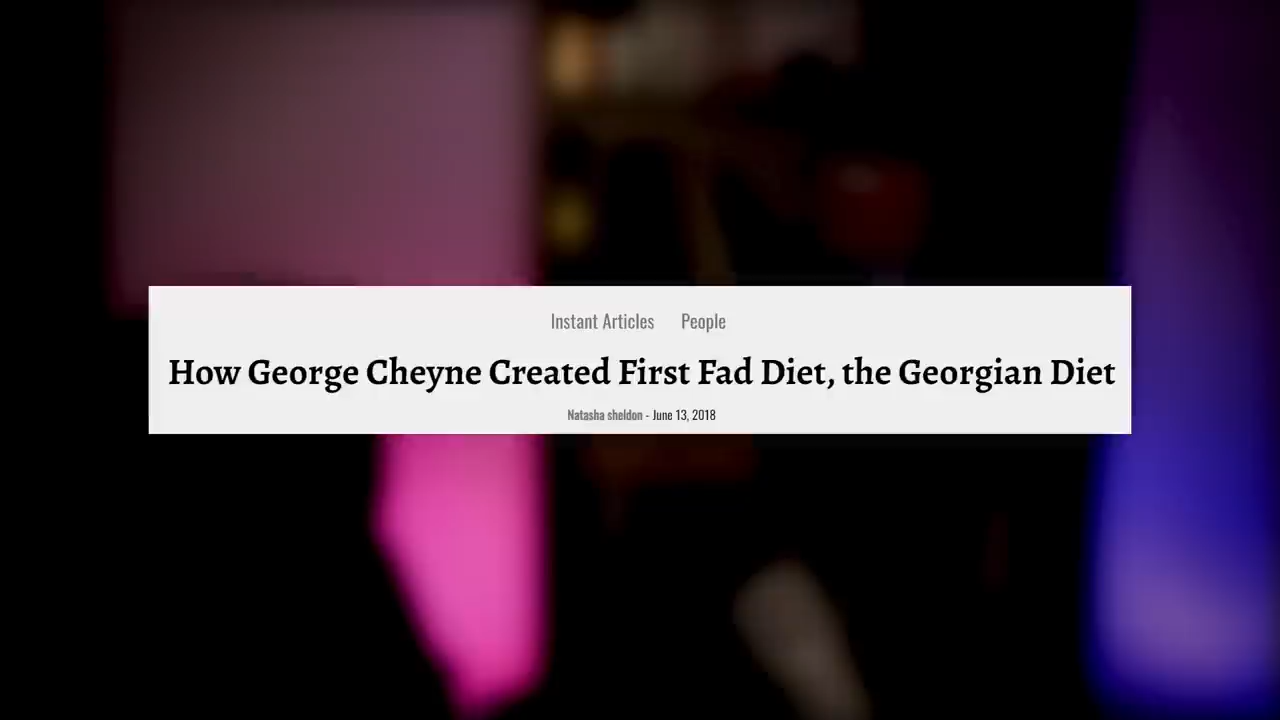 Instant Articles People
How George Cheyne Created First Fad Diet, the Georgian Diet
Natasha sheldon - June 13, 2018